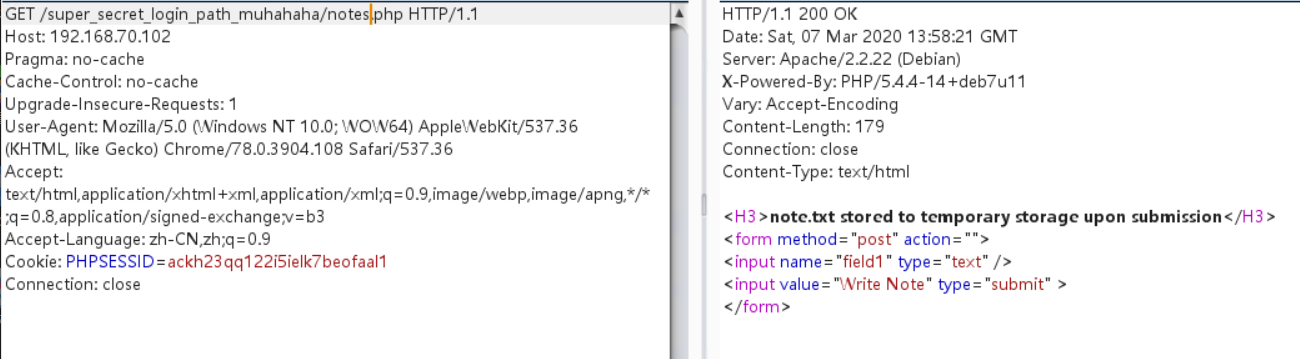 GET /super_secret_login_path_muhahaha/notes.php HTTP/1.1
Host: 192.168.70.102
Pragma: no-cache
Cache-Control: no-cache
Upgrade-Insecure-Requests: 1
User-Agent: Mozilla/5.0 (Windows NT 10.0; WOW64) AppleWebKit/537.36
(KHTML, like Gecko) Chrome/78.0.3904.108 Safari/537.36
Accept:
text/html,application/xhtml+xml,application/xml;q=0.9,image/webp,image/apng,*/*
;q=0.8,application/signed-exchange;v=b3
Accept-Language: zh-CN,zh;q=0.9
Cookie: PHPSESSID=ackh23qq122i5ielk7beofaal1
Connection: close
HTTP/1.1 200 OK
Date: Sat, 07 Mar 2020 13:58:21 GMT
Server: Apache/2.2.22 (Debian)
X-Powered-By: PHP/5.4.4-14+deb7u11
Vary: Accept-Encoding
Content-Length: 179
Connection: close
Content-Type: text/html
<H3>note.txt stored to temporary storage upon submission</H3>
<form method="post" action="">
<input name="field1" type="text" />
<input value="Write Note" type="submit" >
</form>